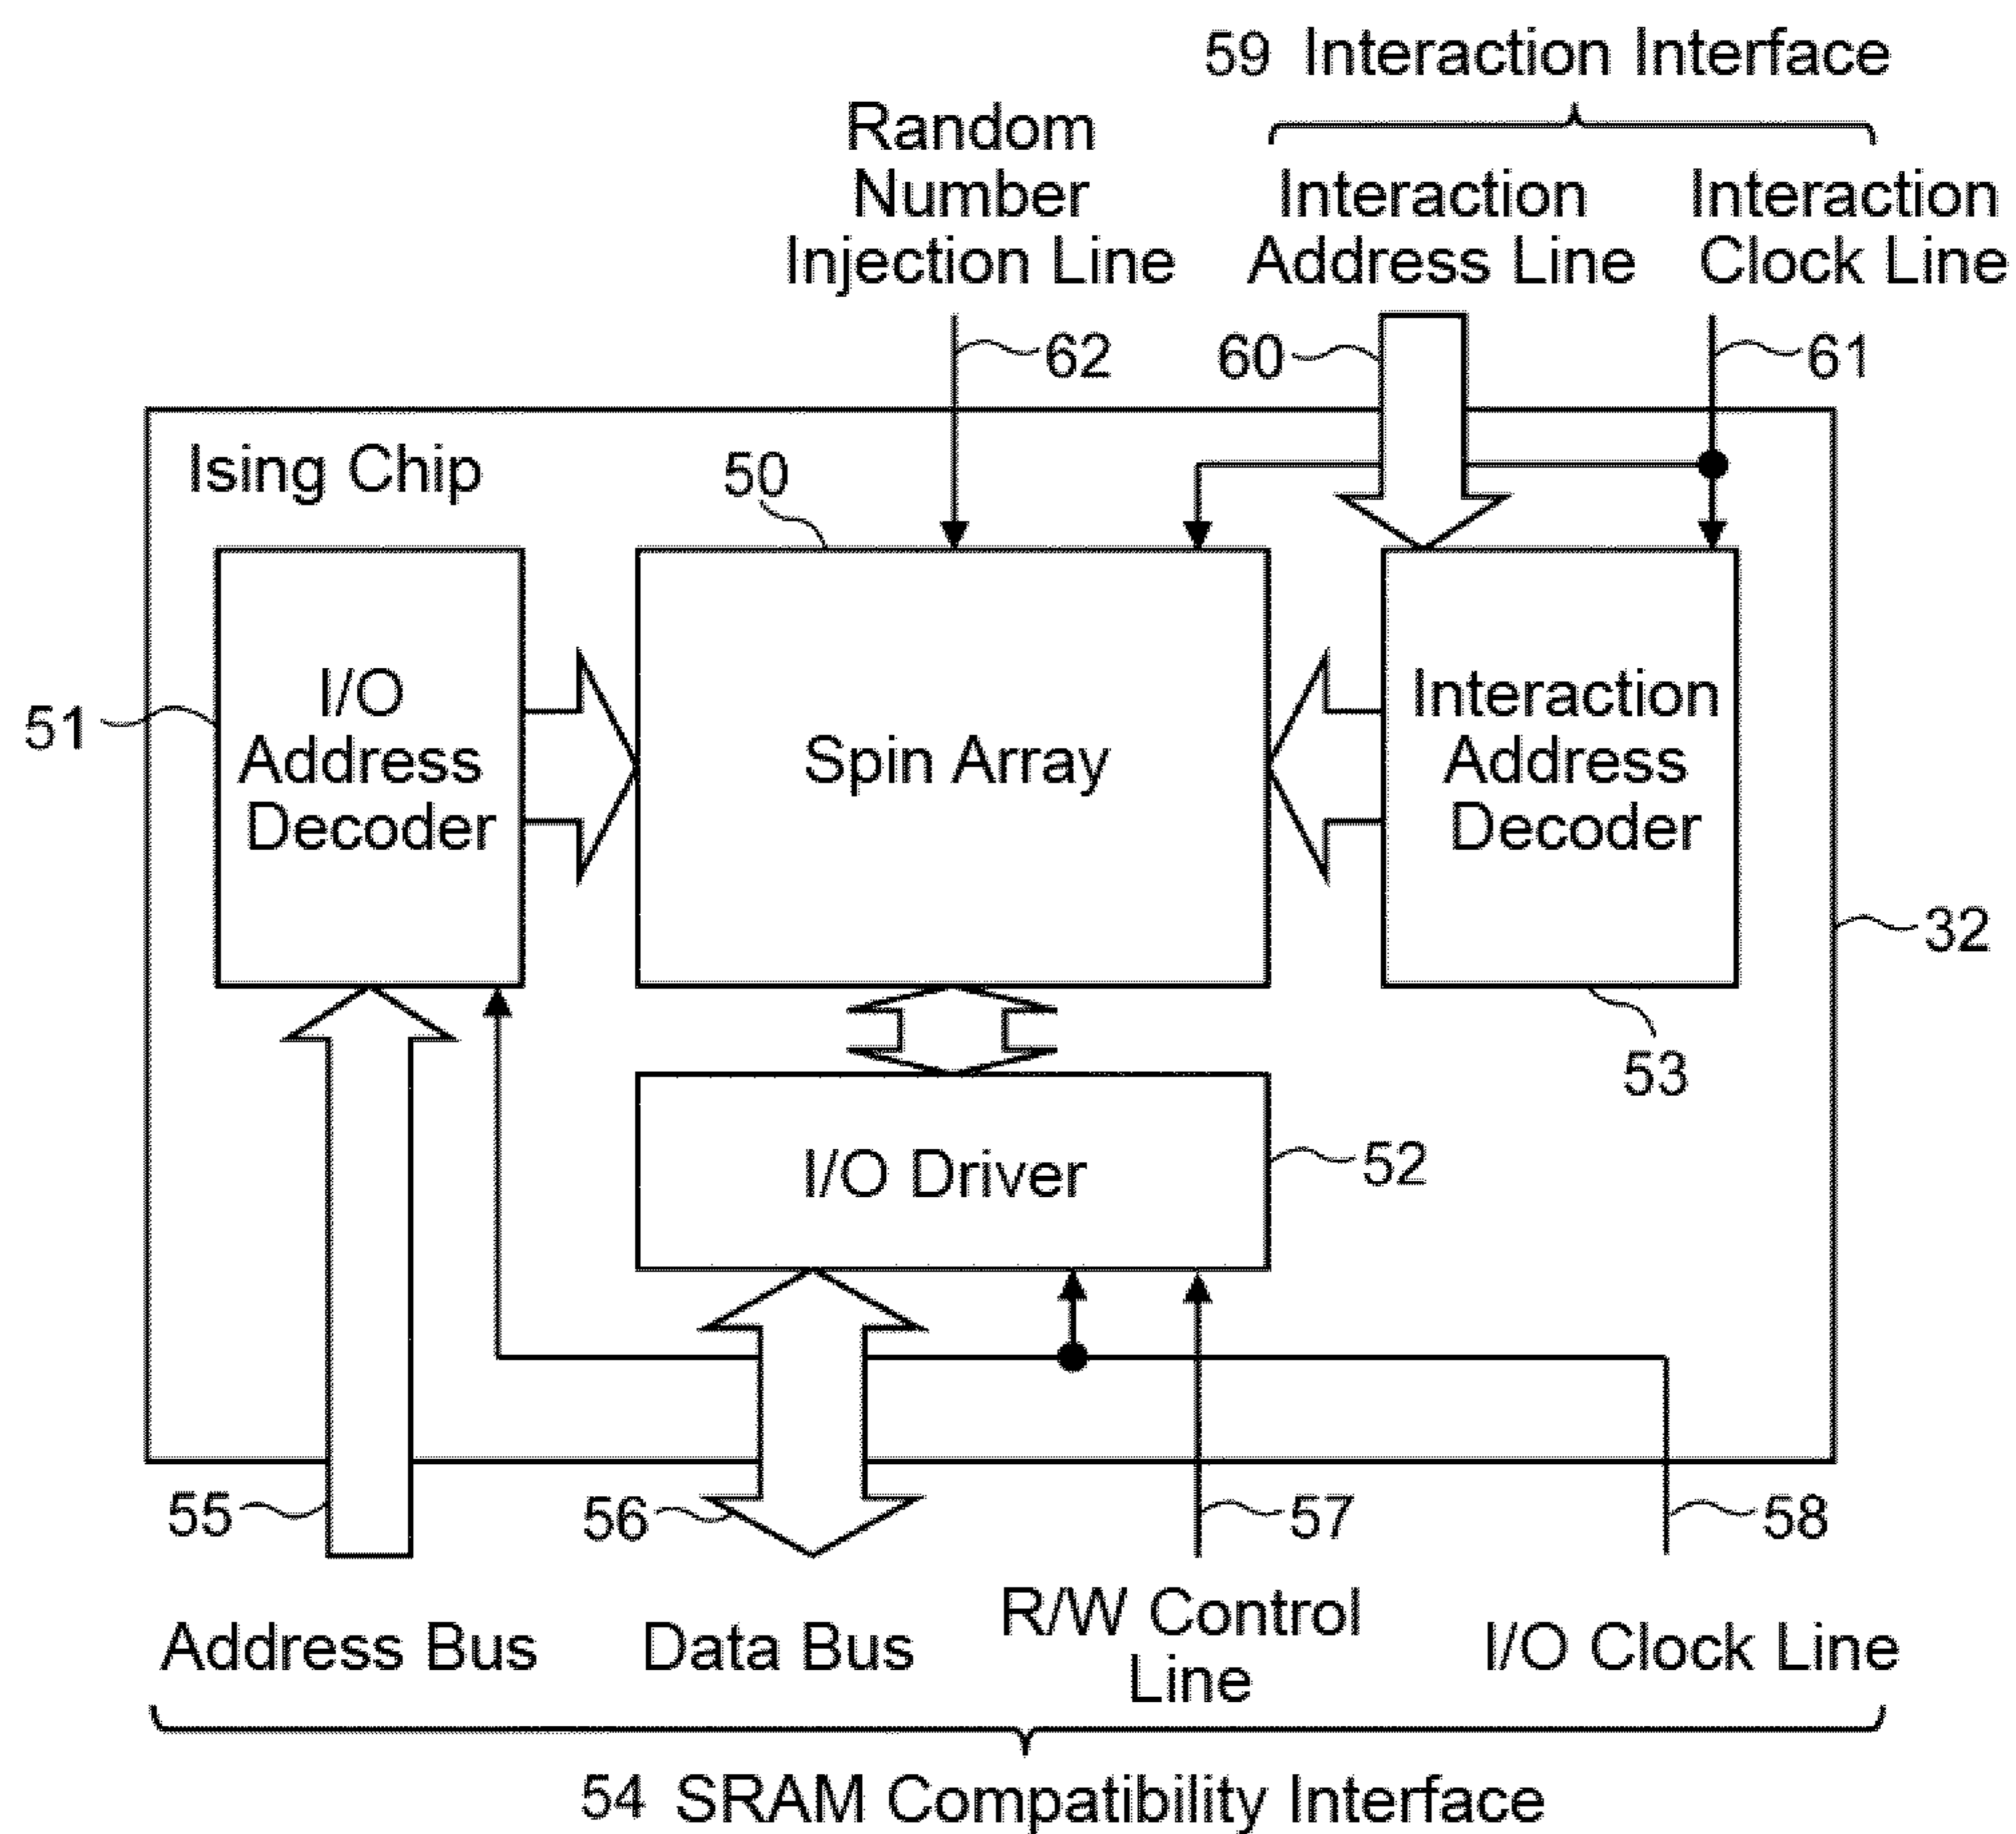 59 Interaction Interface
Random
Number
Injection Line
Interaction
Address Line
Interaction
Clock Line
62
60
61
Ising Chip
50
I/O
Address
Decoder
51
Spin Array
Interaction
Address
Decoder
32
53
I/O Driver
52
55
56
57
58
Address Bus
Data Bus
R/W Control
Line
I/O Clock Line
54 SRAM Compatibility Interface